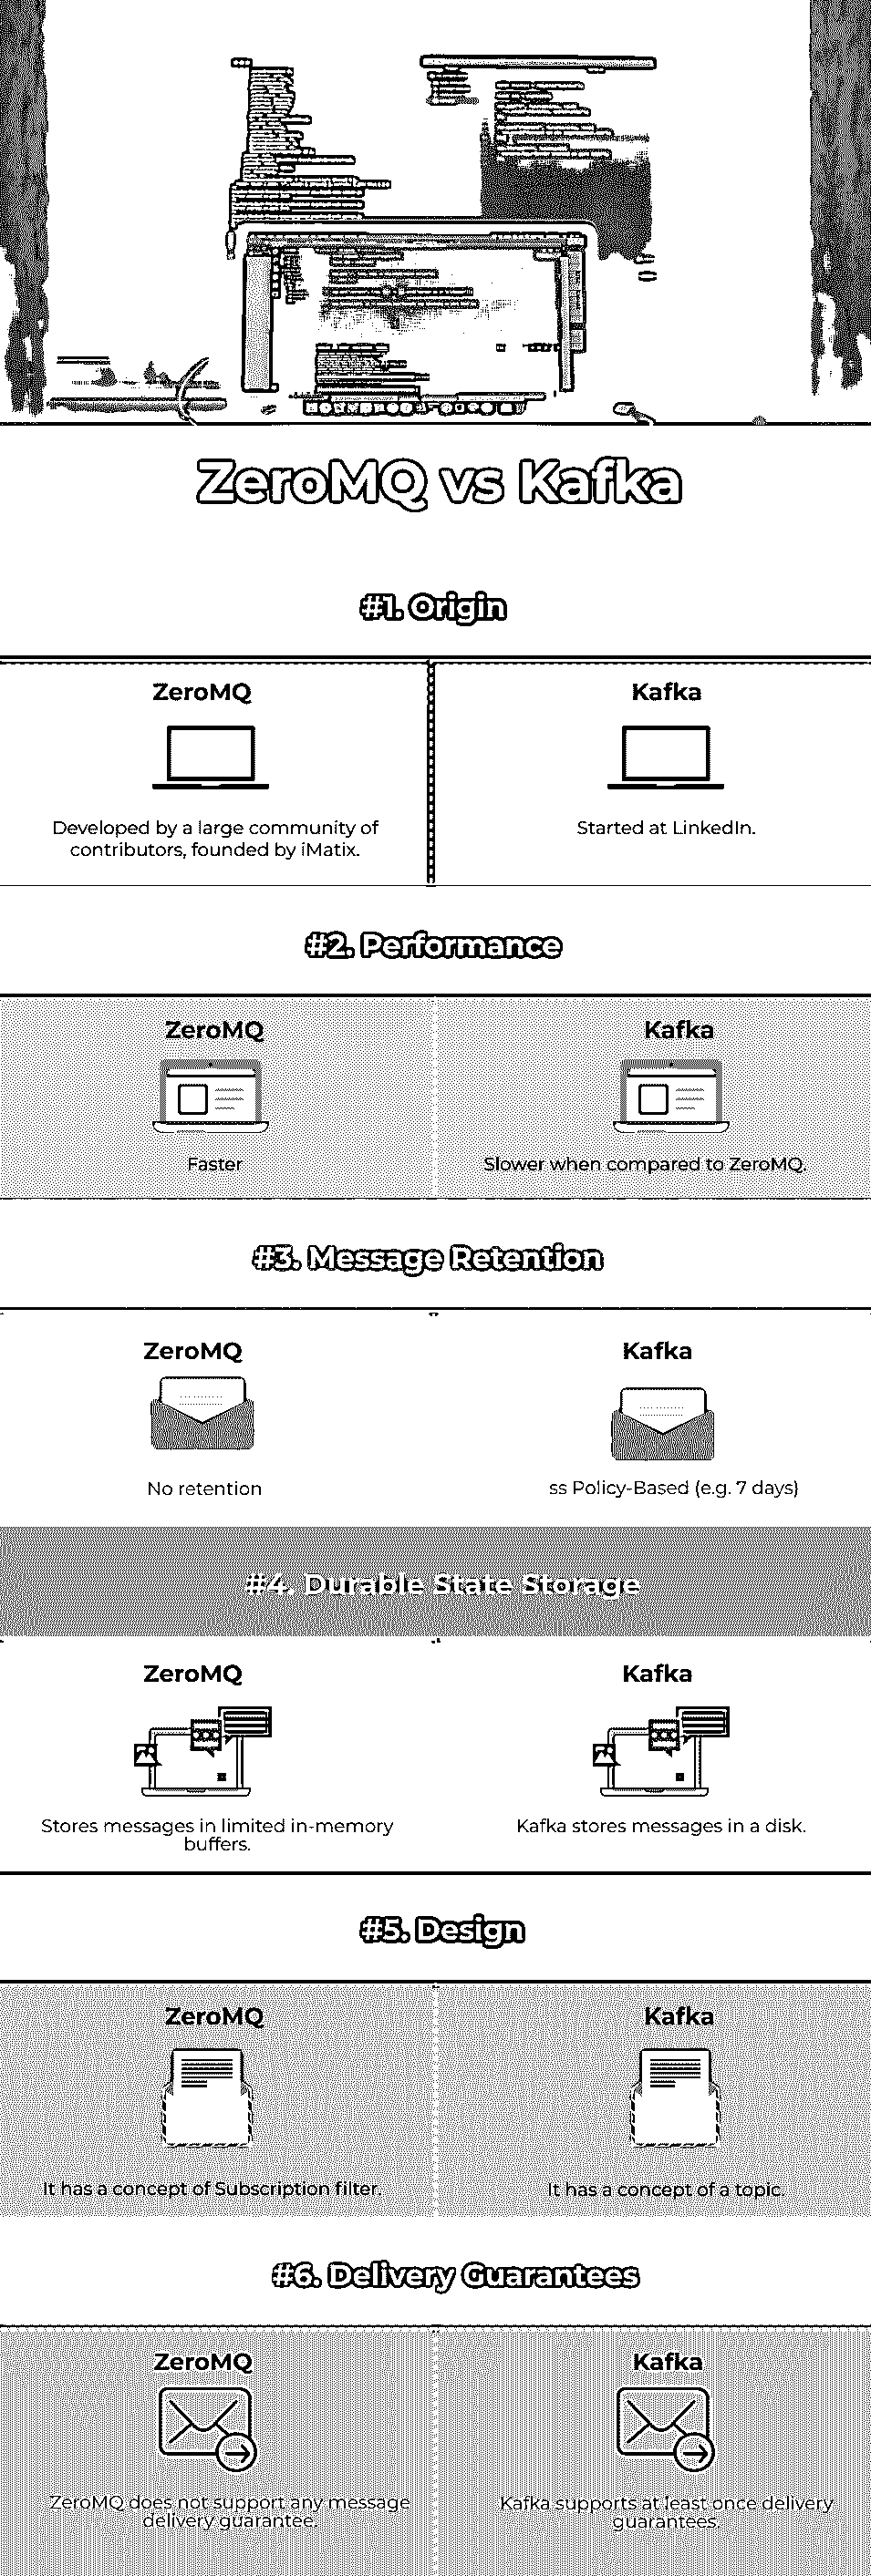 ZeroMQ vs Kafka
#1. Origin
ZeroMQ
Kafka
Developed by a large community of
contributors, founded by iMatix.
Started at LinkedIn.
#2. Performance
ZeroMQ
Kafka
Faster
Slower when compared to ZeroMQ.
#3. Message Retention
ZeroMQ
Kafka
No retention
ss Policy-Based (e.g. 7 days)
#4. Durable State Storage
ZeroMQ
Kafka
Stores messages in limited in-memory
buffers.
Kafka stores messages in a disk.
#5. Design
ZeroMQ
Kafka
It has a concept of Subscription filter.
It has a concept of a topic.
#6. Delivery Guarantees
ZeroMQ
Kafka
ZeroMQ does not support any message
delivery guarantee.
Kafka supports at least once delivery
guarantees.